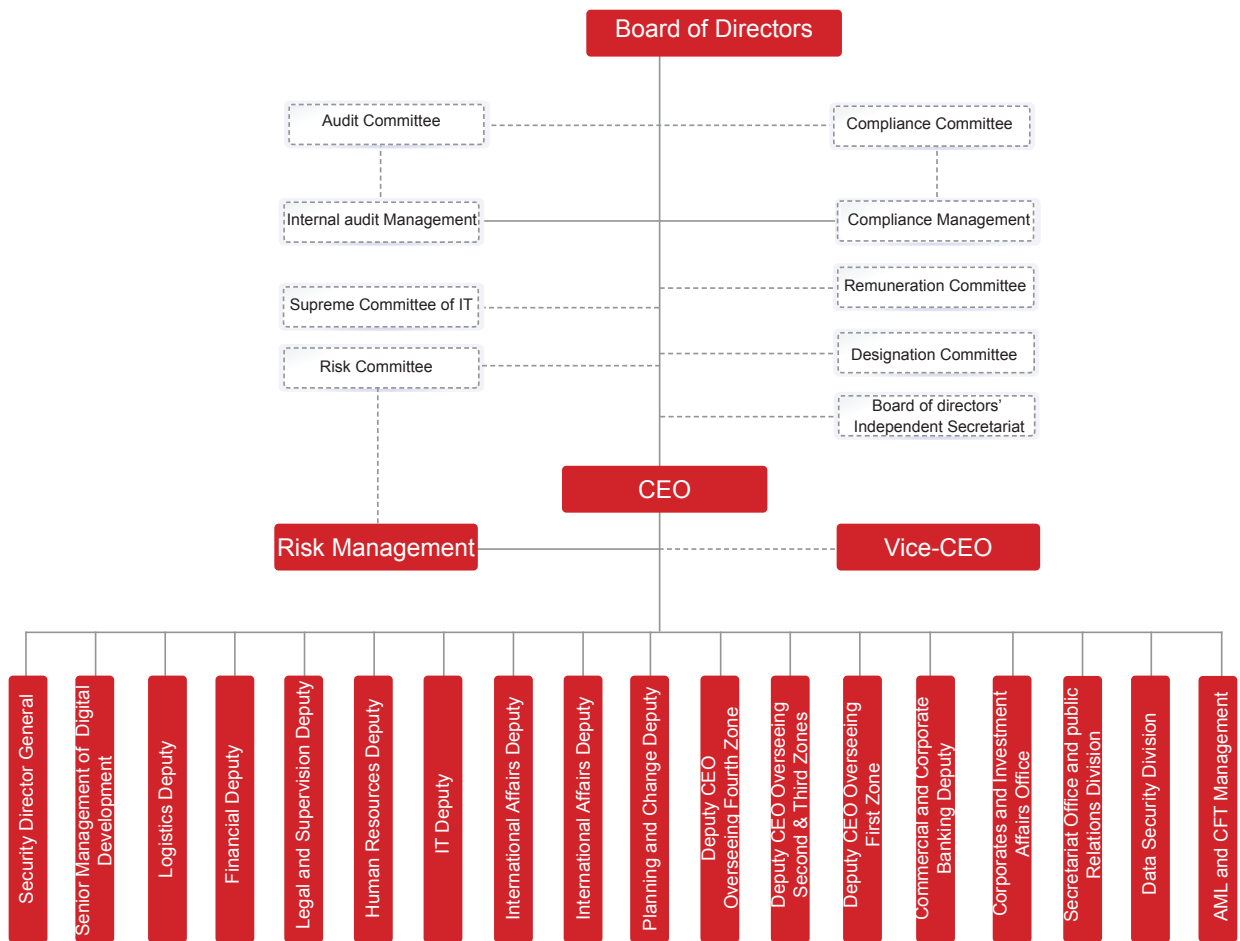 Board of Directors
Audit Committee
Compliance Committee
Internal audit Management
Compliance Management
Remuneration Committee
Supreme Committee of IT
Designation Committee
Risk Committee
Board of directors'
Independent Secretariat
CEO
Risk Management
Vice-CEO
Security Director General
Senior Management of Digital
Development
Logistics Deputy
Financial Deputy
Legal and Supervision Deputy
Human Resources Deputy
IT Deputy
International Affairs Deputy
International Affairs Deputy
Planning and Change Deputy
Deputy CEO
Overseeing Fourth Zone
Deputy CEO Overseeing
Second & Third Zones
Deputy CEO Overseeing
First Zone
Commercial and Corporate
Banking Deputy
Corporates and Investment
Affairs Office
Secretariat Office and public
Relations Division
Data Security Division
AML and CFT Management